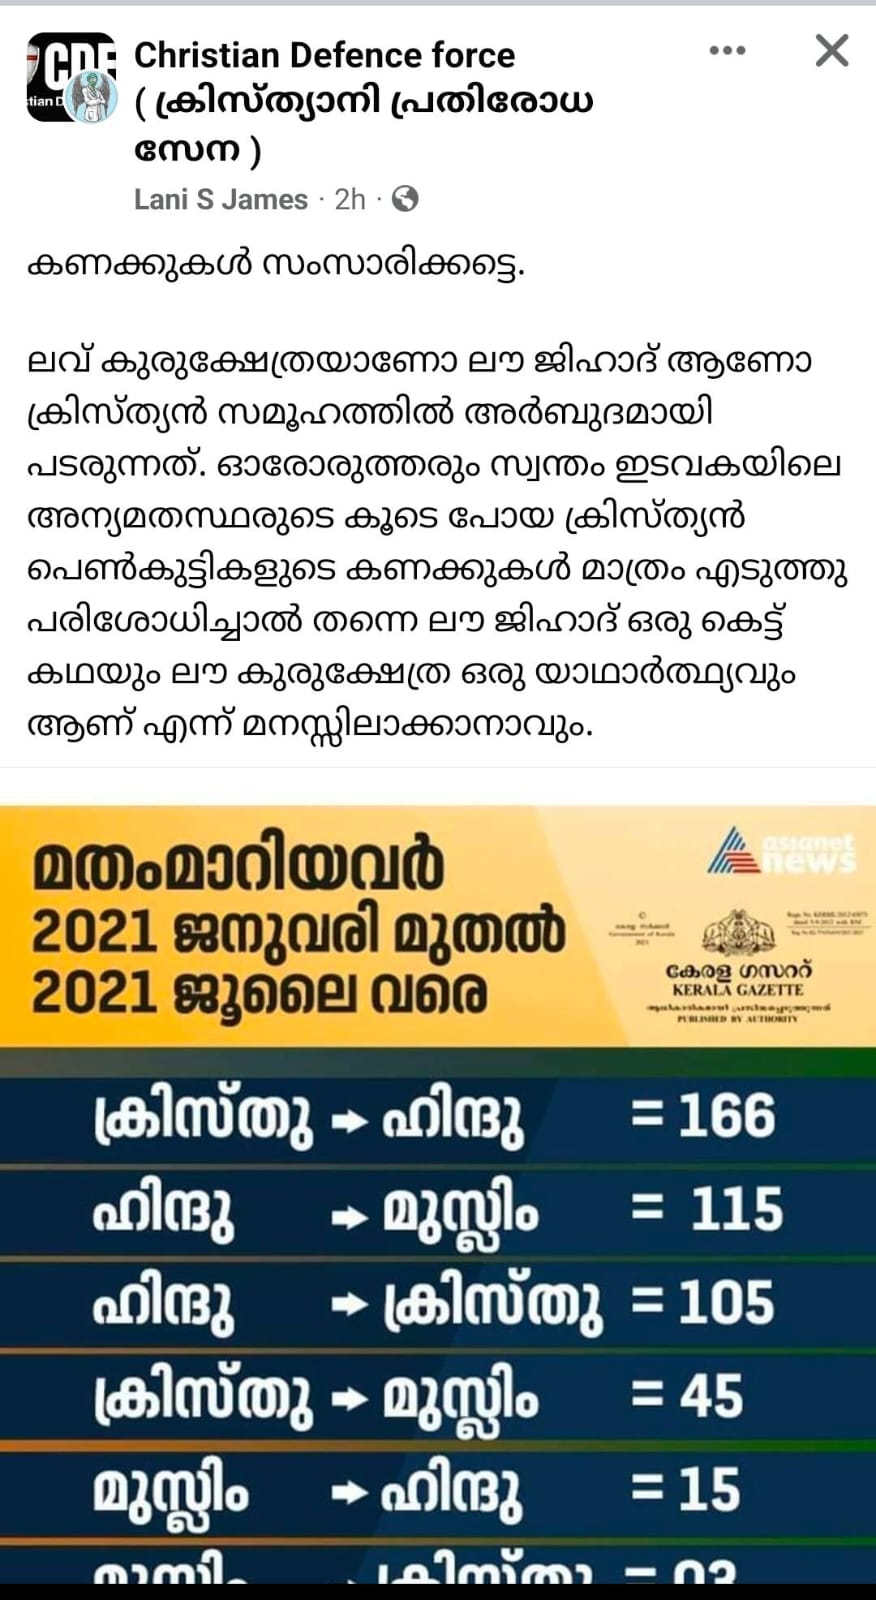 CDF
tian D
Christian Defence force
( ക്രിസ്ത്യാനി പ്രതിരോധ
സേന )
Lani S James · 2h ·
കണക്കുകൾ സംസാരിക്കട്ടെ.
ലവ് കുരുക്ഷേത്രയാണോ ലൗ ജിഹാദ് ആണോ
ക്രിസ്ത്യൻ സമൂഹത്തിൽ അർബുദമായി
പടരുന്നത്. ഓരോരുത്തരും സ്വന്തം ഇടവകയിലെ
അന്യമതസ്ഥരുടെ കൂടെ പോയ ക്രിസ്ത്യൻ
പെൺകുട്ടികളുടെ കണക്കുകൾ മാത്രം എടുത്തു
പരിശോധിച്ചാൽ തന്നെ ലൗ ജിഹാദ് ഒരു കെട്ട്
കഥയും ലൗ കുരുക്ഷേത്ര ഒരു യാഥാർത്ഥ്യവും
ആണ് എന്ന് മനസ്സിലാക്കാനാവും.
മതംമാറിയവർ
2021 ജനുവരി മുതൽ
2021 ജൂലൈ വരെ
asianet
news
കേരള ഗസറ്റ്
KERALA GAZETTE
PUBLISHED BY AUTHORITY
ക്രിസ്തു → ഹിന്ദു = 166
ഹിന്ദു → മുസ്ലിം = 115
ഹിന്ദു → ക്രിസ്തു = 105
ക്രിസ്തു → മുസ്ലിം = 45
മുസ്ലിം → ഹിന്ദു = 15